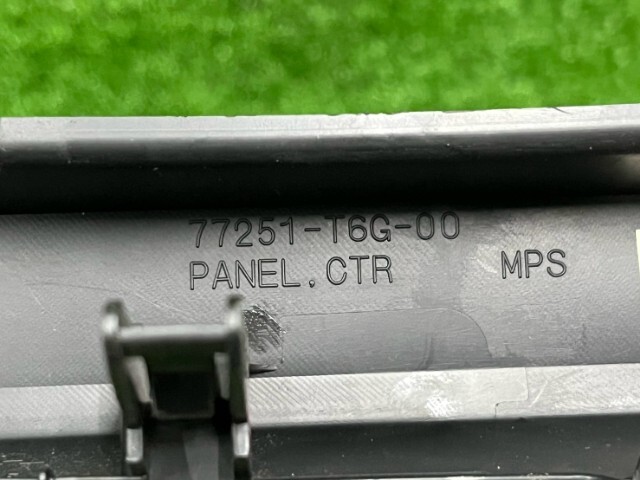 77251-T6G-00
PANEL, CTR MPS